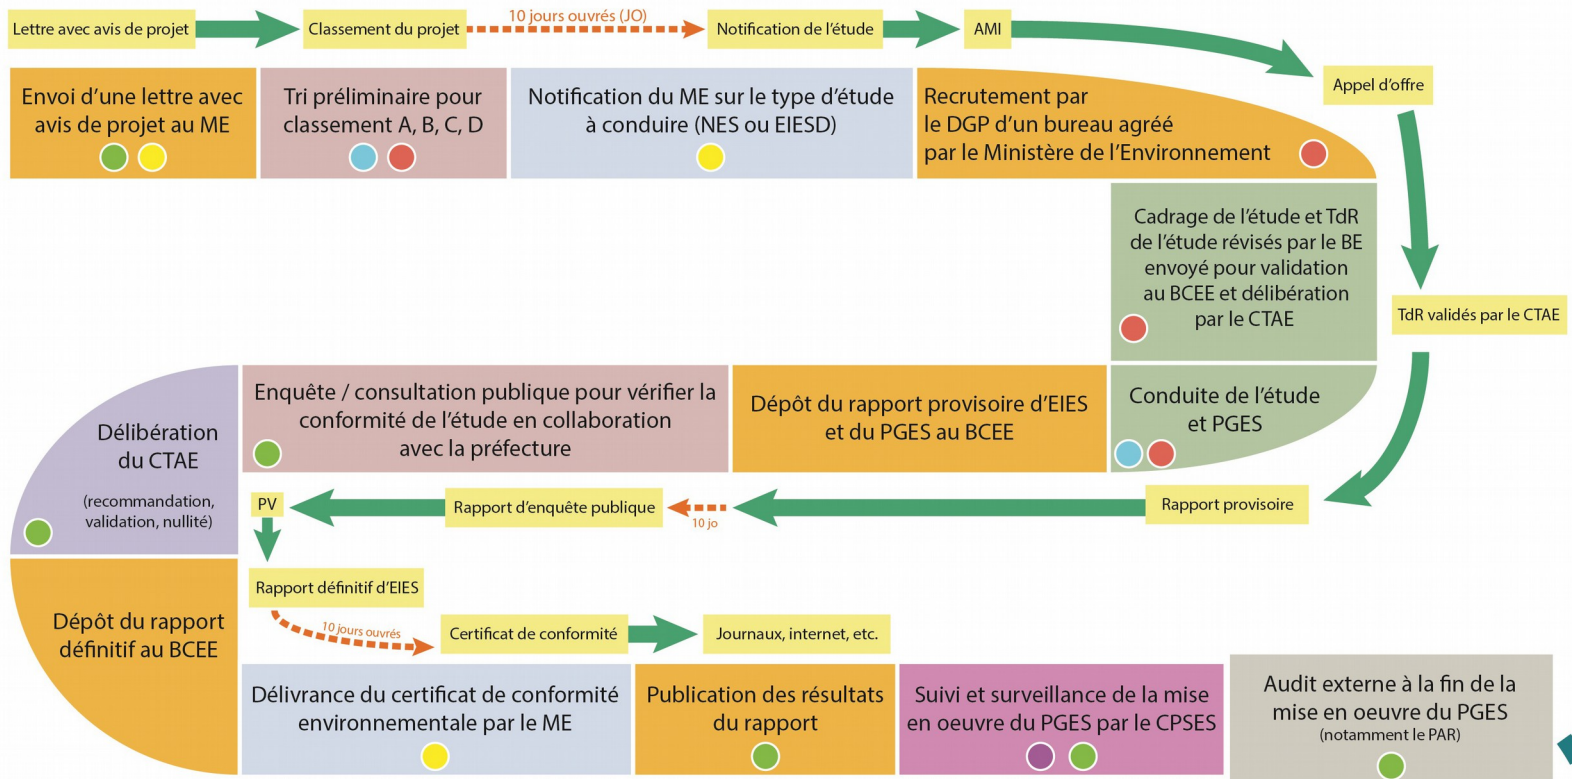 Lettre avec avis de projet
Classement du projet
10 jours ouvrés (JO)
Notification de l'étude
AMI
Appel d'offre
Envoi d'une lettre avec
avis de projet au ME
Tri préliminaire pour
classement A, B, C, D
Notification du ME sur le type d'étude
à conduire (NES ou EIESD)
Recrutement par
le DGP d'un bureau agréé
par le Ministère de l'Environnement
Cadrage de l'étude et TdR
de l'étude révisés par le BE
envoyé pour validation
au BCEE et délibération
par le CTAE
TdR validés par le CTAE
Délibération
du CTAE
(recommandation,
validation, nullité)
Enquête / consultation publique pour vérifier la
conformité de l'étude en collaboration
avec la préfecture
Dépôt du rapport provisoire d'EIES
et du PGES au BCEE
Conduite de l'étude
et PGES
PV
Rapport d'enquête publique
10 jo
Rapport provisoire
Rapport définitif d'EIES
Dépôt du rapport
définitif au BCEE
10 jours ouvrés
Certificat de conformité
Journaux, internet, etc.
Délivrance du certificat de conformité
environnementale par le ME
Publication des résultats
du rapport
Suivi et surveillance de la mise
en oeuvre du PGES par le CPSES
Audit externe à la fin de la
mise en oeuvre du PGES
(notamment le PAR)